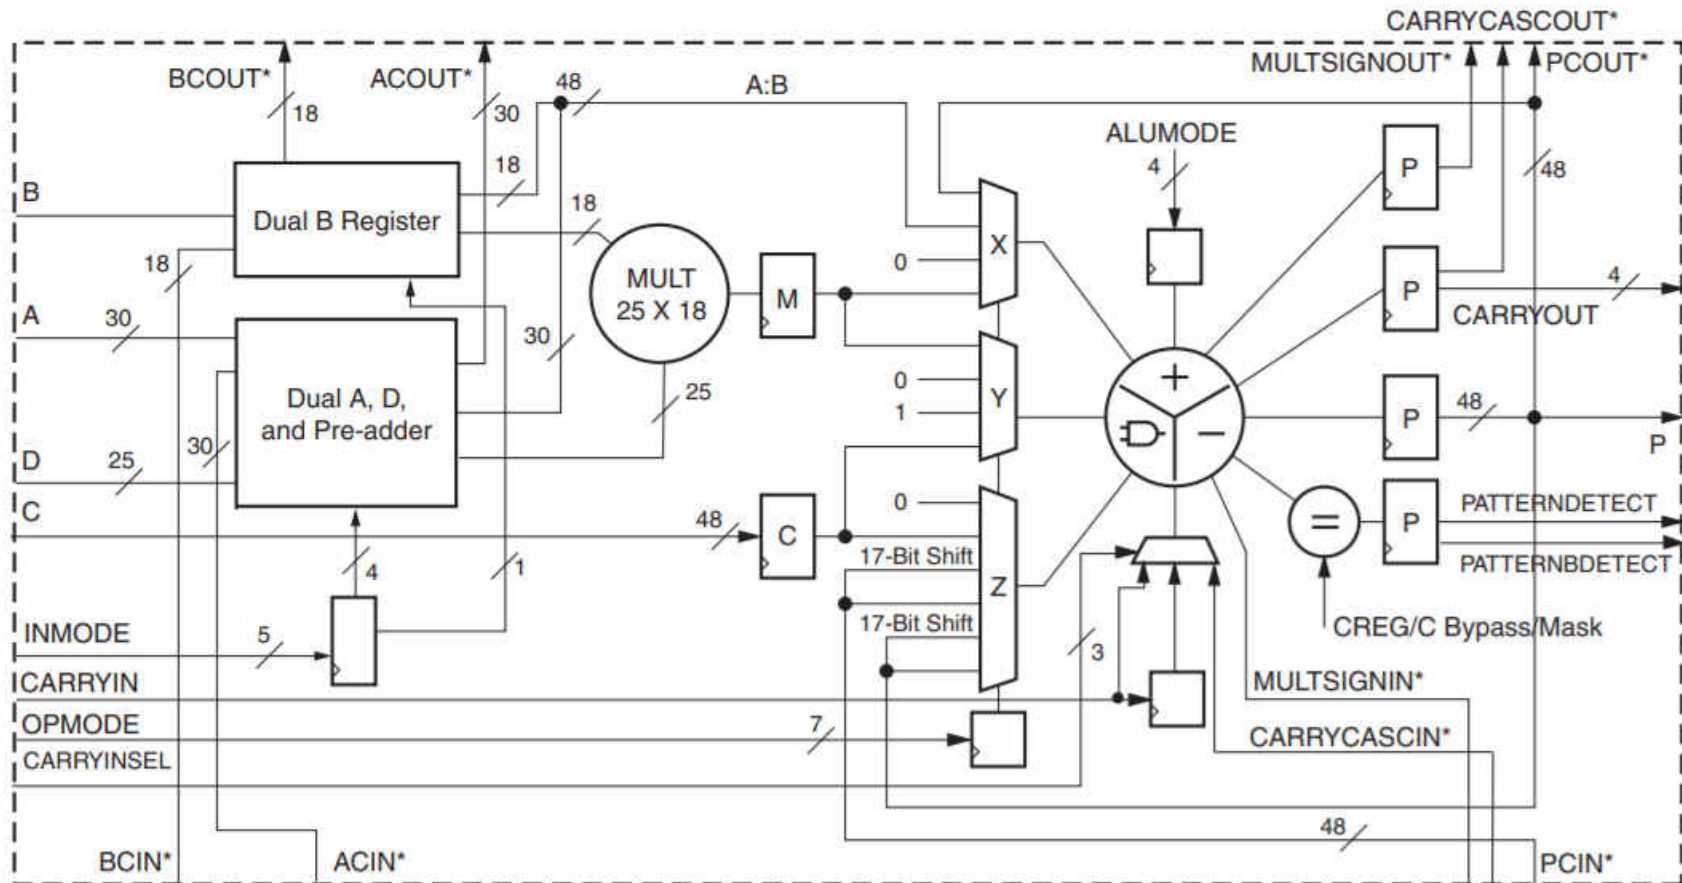 CARRYCASCOUT*
BCOUT*
ACOUT*
48
A:B
MULTSIGNOUT*
PCOUT*
18
30
ALUMODE
4
48
P
B
18
Dual B Register
18
X
0
18
MULT
25 X 18
M
P
4
CARRYOUT
A
30
30
0
1
Y
+
−
Dual A, D,
and Pre-adder
25
48
P
P
D
25
30
C
48
C
0
17-Bit Shift
Z
17-Bit Shift
=
P
PATTERNDETECT
PATTERNBDETECT
4
1
INMODE
5
CREG/C Bypass/Mask
3
CARRYIN
MULTSIGNIN*
OPMODE
7
CARRYCASCIN*
CARRYINSEL
48
BCIN*
ACIN*
PCIN*